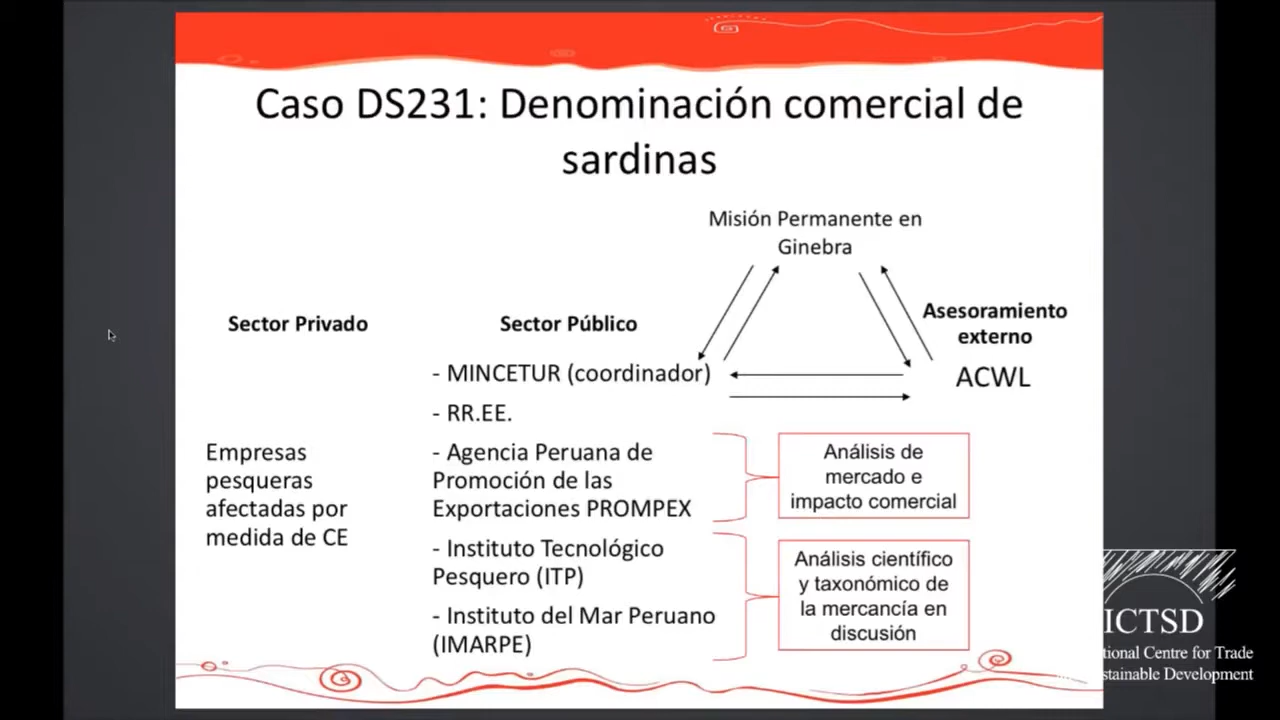 Caso DS231: Denominación comercial de
sardinas
Misión Permanente en
Ginebra
Sector Privado
Sector Público
Asesoramiento
externo
- MINCETUR (coordinador)
ACWL
- RR.EE.
Empresas
pesqueras
afectadas por
medida de CE
- Agencia Peruana de
Promoción de las
Exportaciones PROMPEX
Análisis de
mercado e
impacto comercial
- Instituto Tecnológico
Pesquero (ITP)
- Instituto del Mar Peruano
(IMARPE)
Análisis científico
y taxonómico de
la mercancía en
discusión
ICTSD
tional Centre for Trade
stainable Development